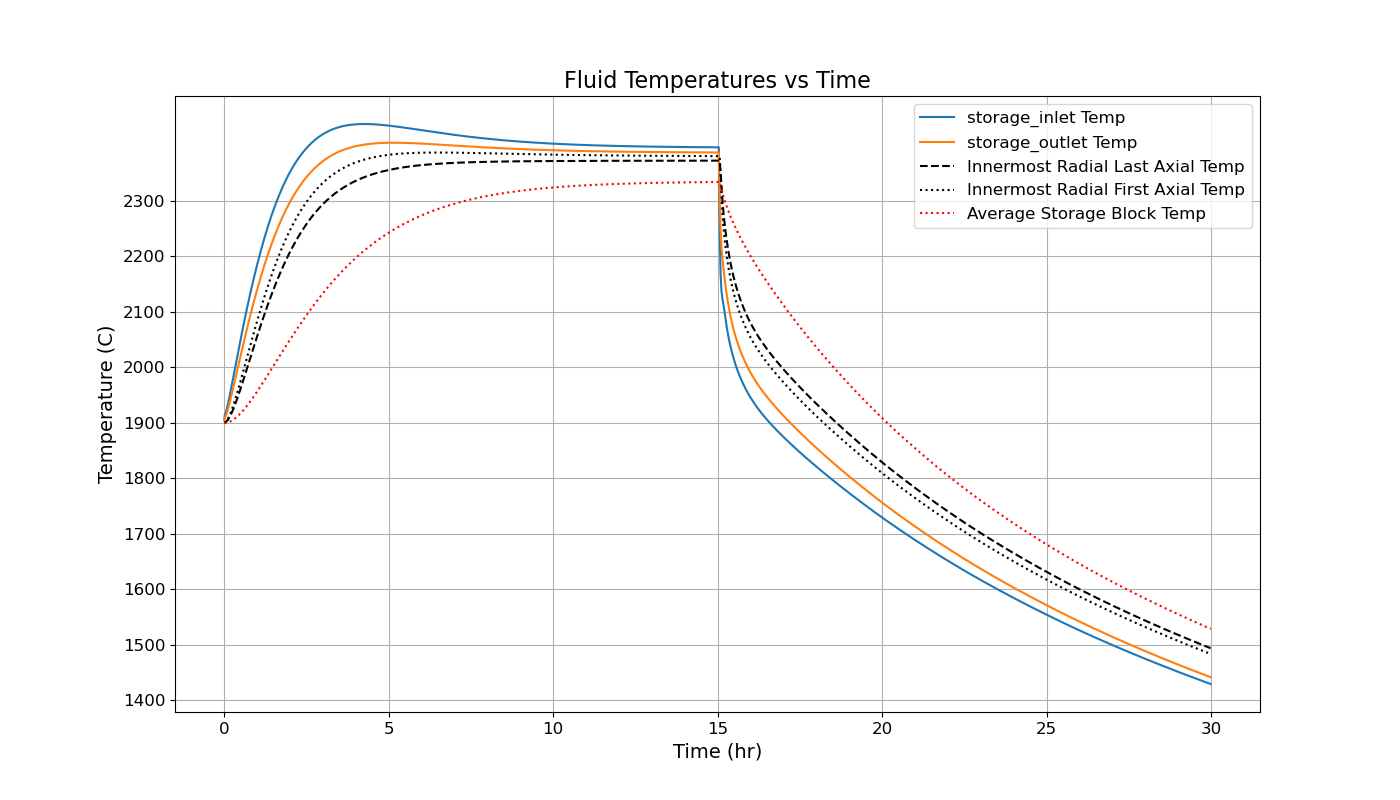 Fluid Temperatures vs Time
storage_inlet Temp
storage_outlet Temp
Innermost Radial Last Axial Temp
Innermost Radial First Axial Temp
Average Storage Block Temp
Temperature (C)
2300
2200
2100
2000
1900
1800
1700
1600
1500
1400
0 5 10 15 20 25 30
Time (hr)